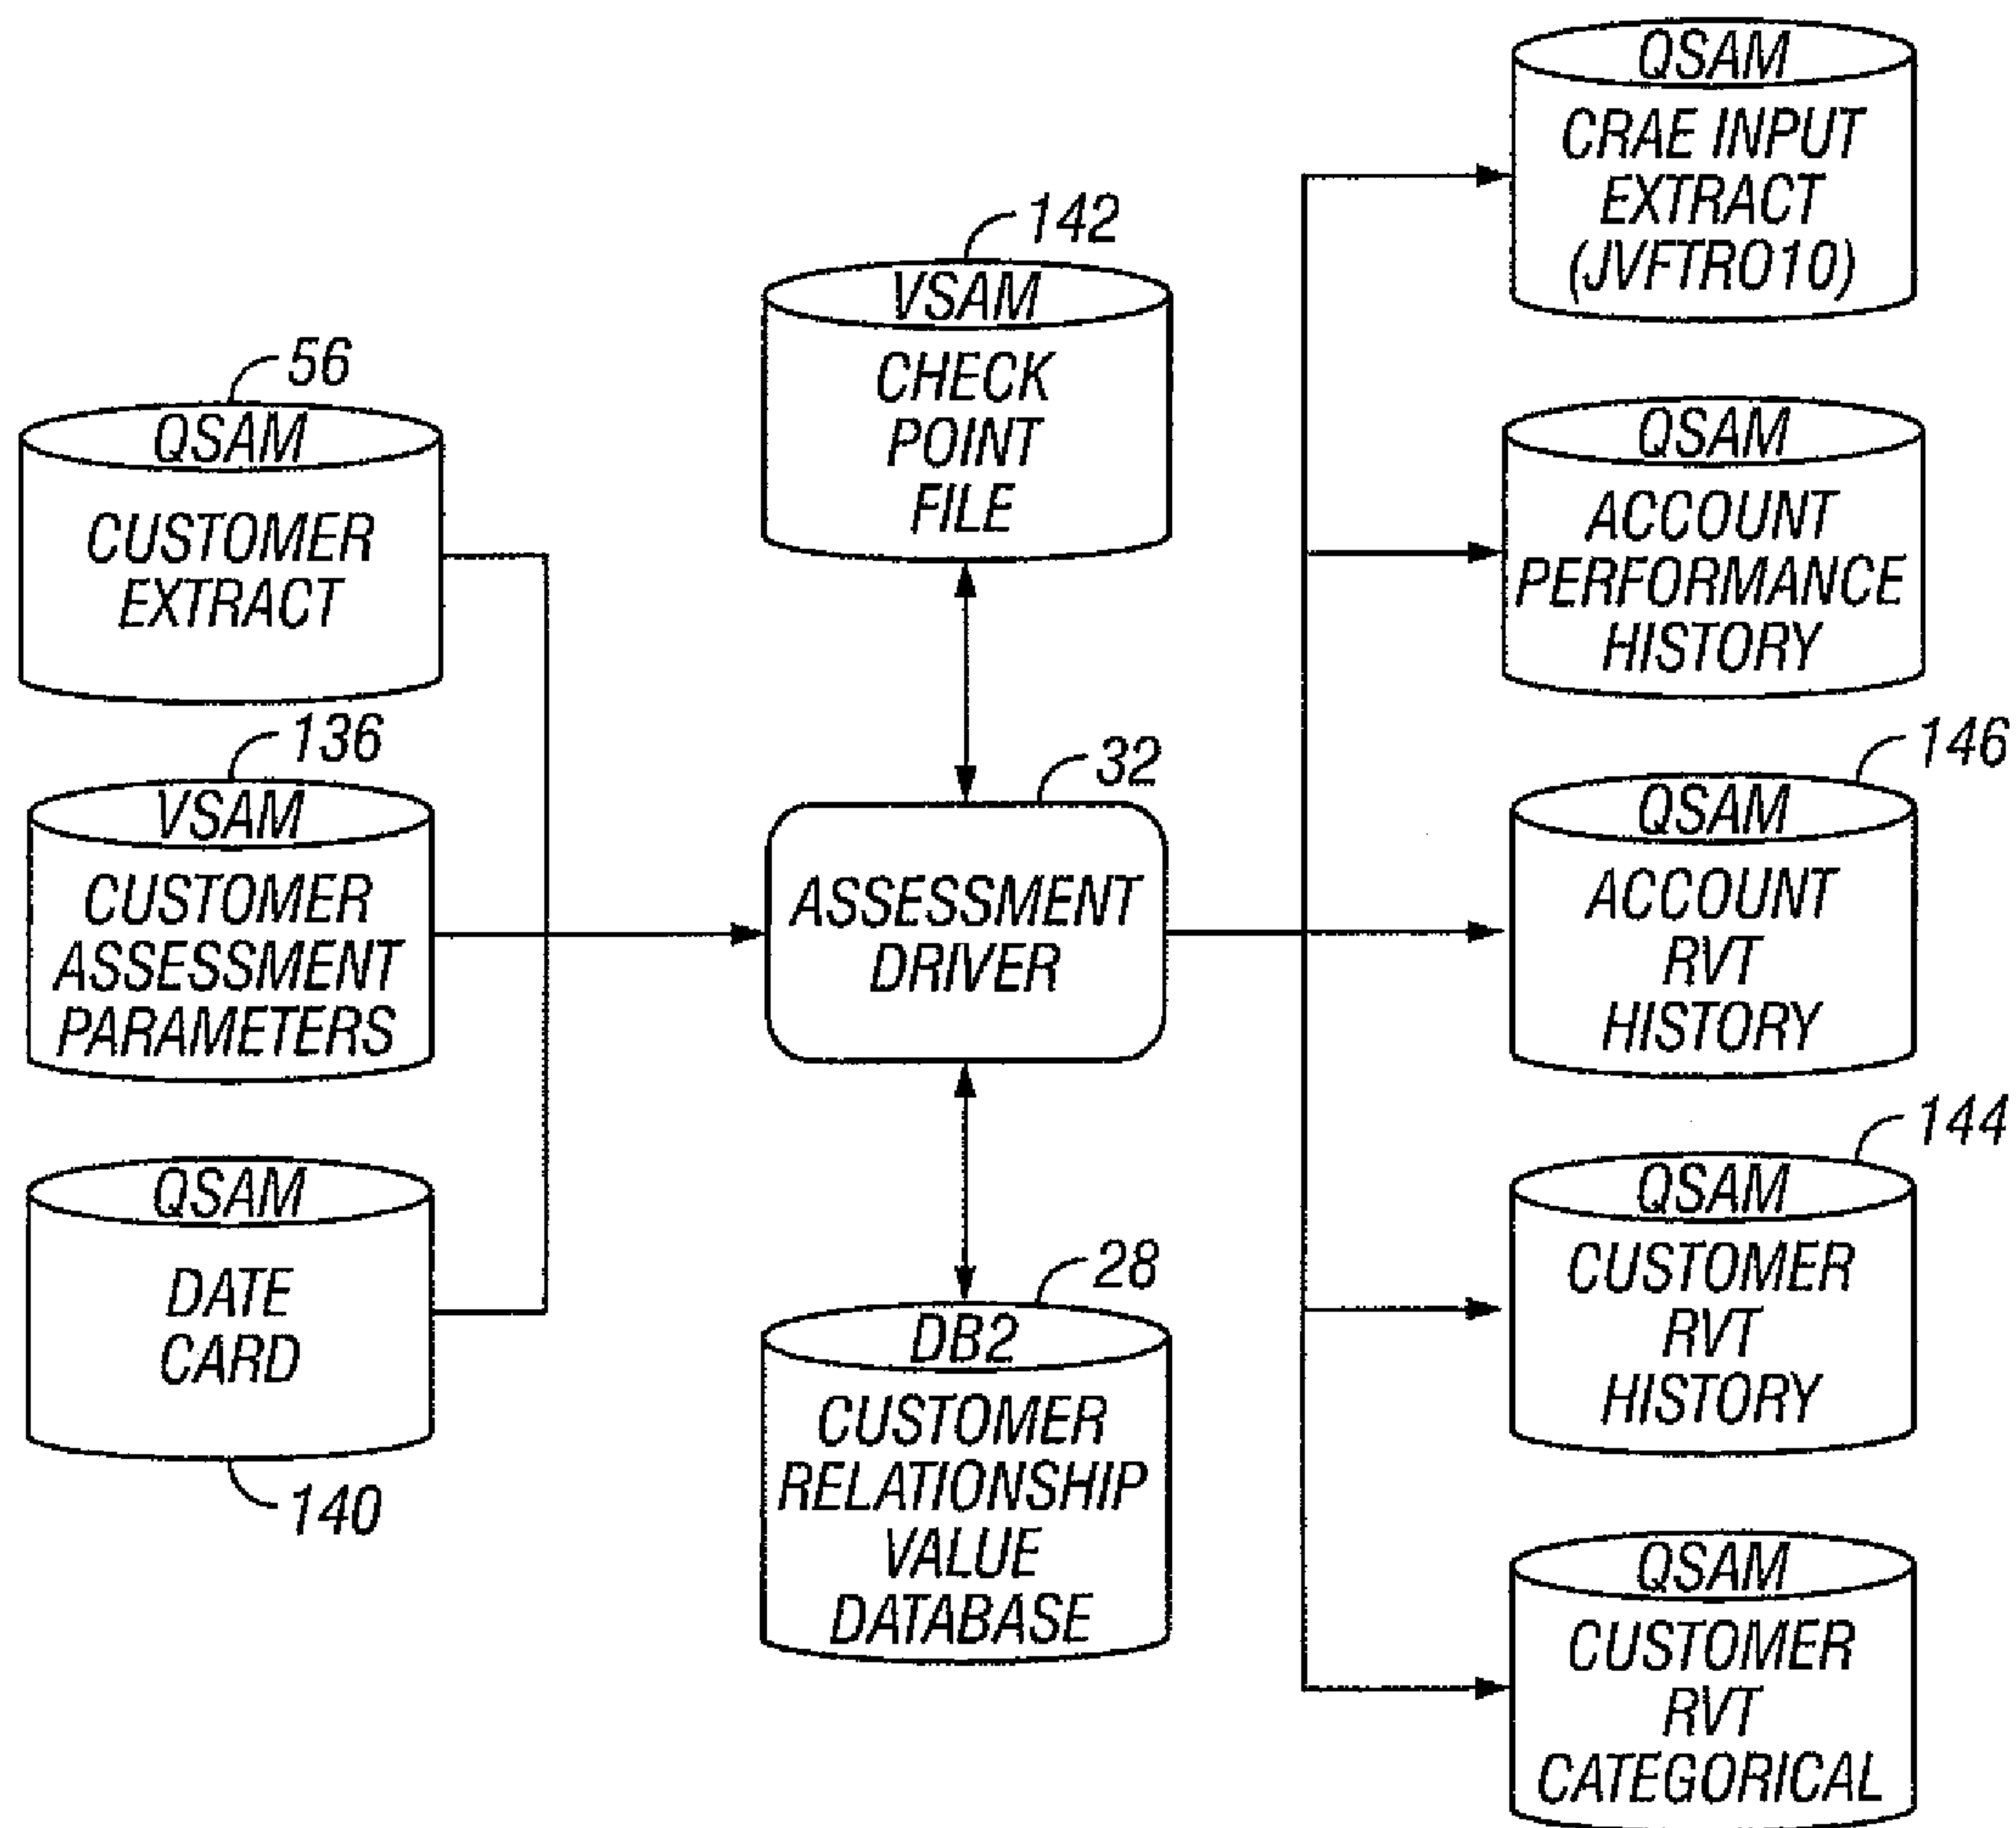 56
QSAM
CUSTOMER
EXTRACT
136
VSAM
CUSTOMER
ASSESSMENT
PARAMETERS
QSAM
DATE
CARD
140
142
VSAM
CHECK
POINT
FILE
32
ASSESSMENT
DRIVER
28
DB2
CUSTOMER
RELATIONSHIP
VALUE
DATABASE
QSAM
CRAE INPUT
EXTRACT
(JVFTRO10)
QSAM
ACCOUNT
PERFORMANCE
HISTORY
146
QSAM
ACCOUNT
RVT
HISTORY
144
QSAM
CUSTOMER
RVT
HISTORY
QSAM
CUSTOMER
RVT
CATEGORICAL